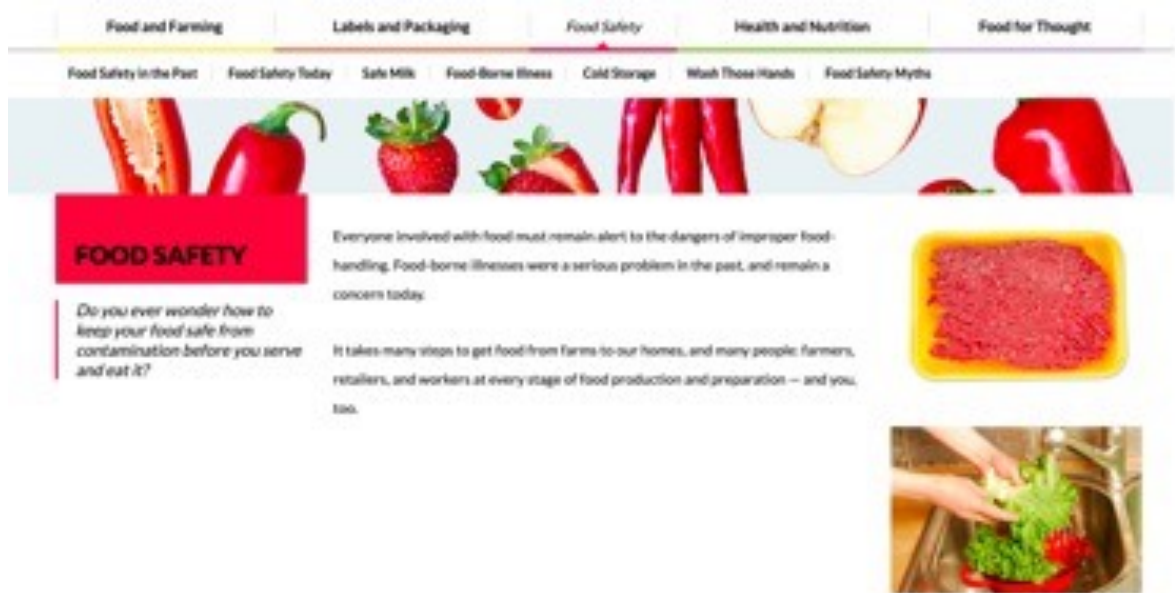 Food and Farming Labels and Packaging Food Safety Health and Nutrition Food for Thought
Food Safety in the Past Food Safety Today Safe Milk Food-Borne Illness Cold Storage Wash Those Hands Food Safety Myths
FOOD SAFETY
Do you ever wonder how to
keep your food safe from
contamination before you serve
and eat it?
Everyone involved with food must remain alert to the dangers of improper food-
handling. Food-borne illnesses were a serious problem in the past, and remain a
concern today.
It takes many steps to get food from farms to our homes, and many people: farmers,
retailers, and workers at every stage of food production and preparation — and you,
too.